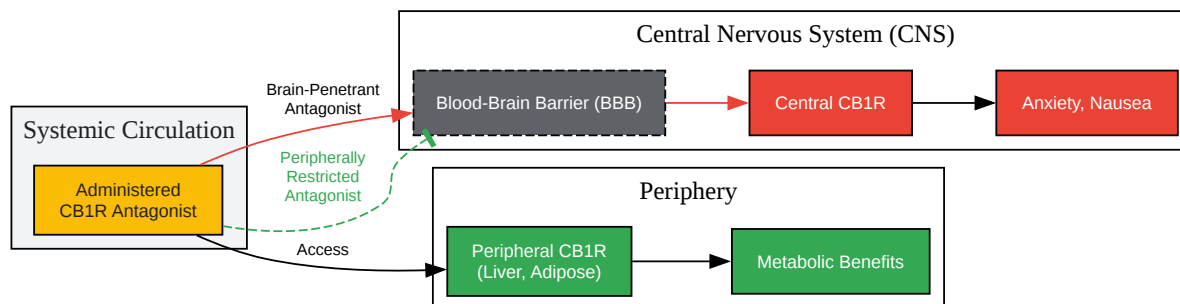 Central Nervous System (CNS)
Brain-Penetrant
Antagonist
Blood-Brain Barrier (BBB)
Central CB1R
Anxiety, Nausea
Systemic Circulation
Administered
CB1R Antagonist
Peripherally
Restricted
Antagonist
Periphery
Access
Peripheral CB1R
(Liver, Adipose)
Metabolic Benefits